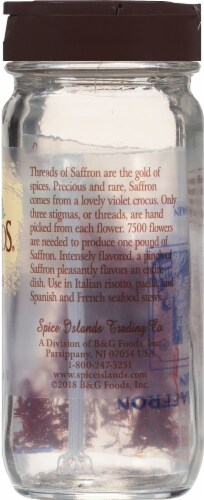 Threads of Saffron are the gold of
spices. Precious and rare, Saffron
comes from a lovely violet crocus. Only
three stigmas, or threads, are hand
picked from each flower. 7500 flowers
are needed to produce one pound of
Saffron. Intensely flavored, a pinch of
Saffron pleasantly flavors an entire
dish. Use in Italian risotto, paella and
Spanish and French seafood stews.
Spice Islands Trading Co.
A Division of B&G Foods, Inc.
Parsippany, NJ 07054 USA
1-800-247-5251
www.spiceislands.com
©2018 B&G Foods, Inc.